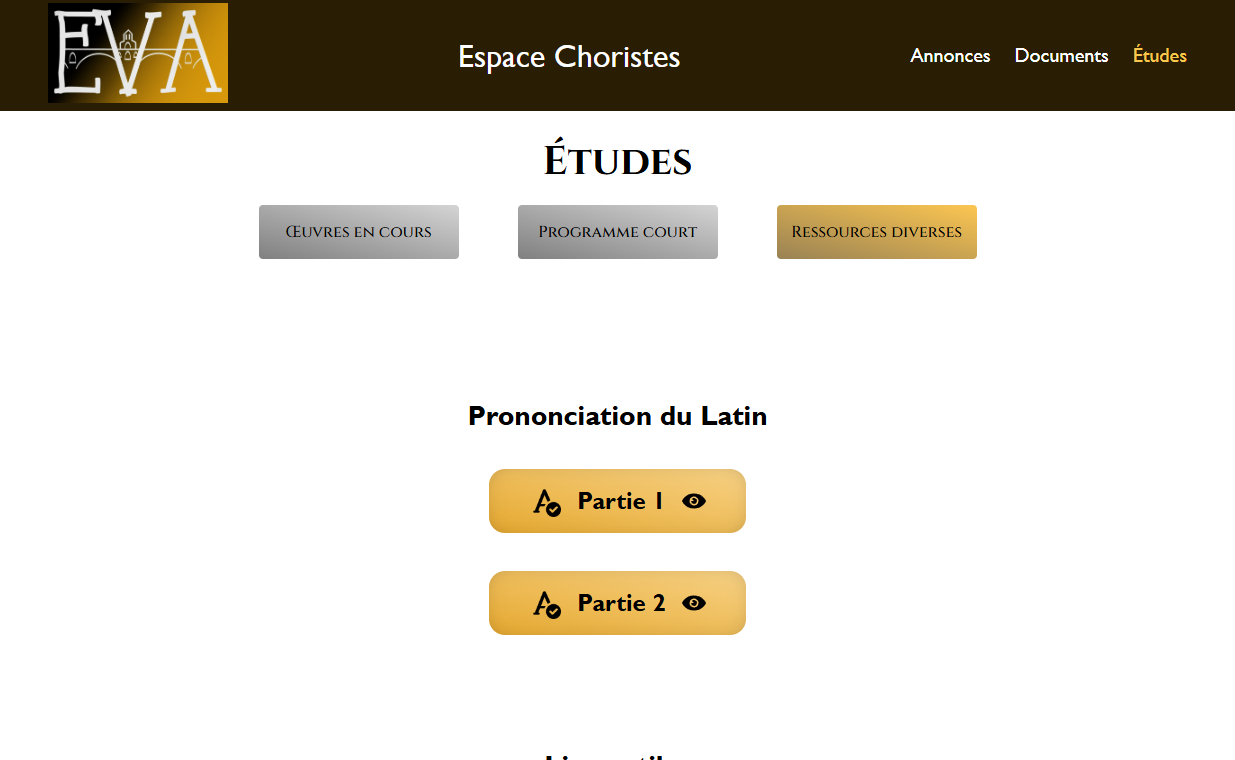 EVA
Espace Choristes
Annonces Documents Études
Études
Œuvres en cours
Programme court
Ressources diverses
Prononciation du Latin
Partie 1
Partie 2